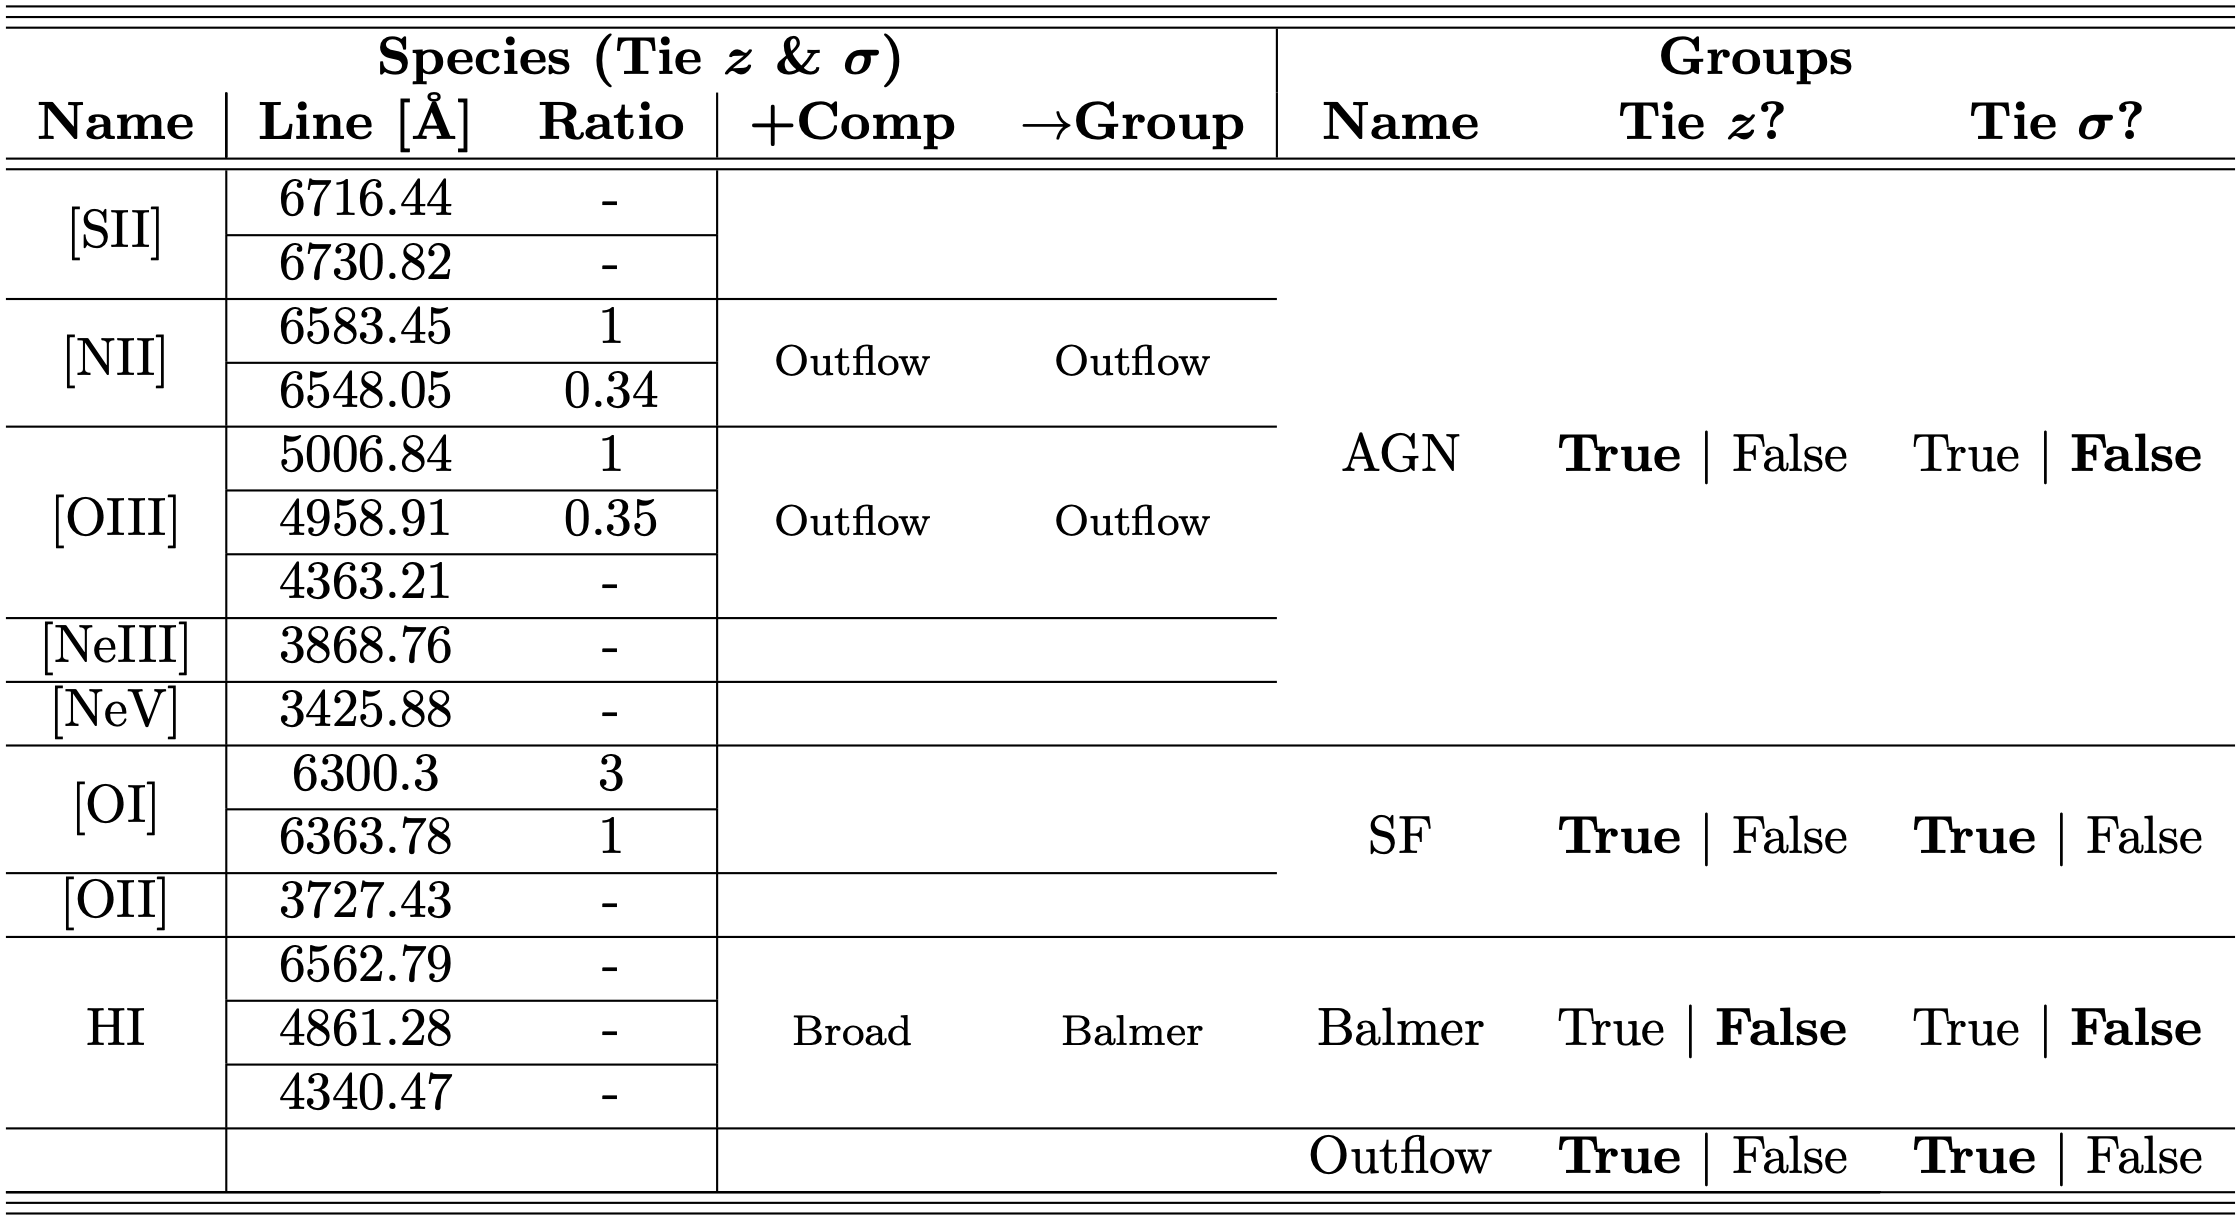 Species (Tie z & σ) Groups
Name Line [Å] Ratio +Comp →Group Name Tie z? Tie σ?
6716.44 -
[SII]
6730.82 -
6583.45 1
[NII] Outflow Outflow
6548.05 0.34
5006.84 1
AGN True | False True | False
[OIII] 4958.91 0.35 Outflow Outflow
4363.21 -
[NeIII] 3868.76 -
[NeV] 3425.88 -
6300.3 3
[OI]
6363.78 1
SF True | False True | False
[OII] 3727.43 -
6562.79 -
HI 4861.28 - Broad Balmer Balmer True | False True | False
4340.47 -
Outflow True | False True | False